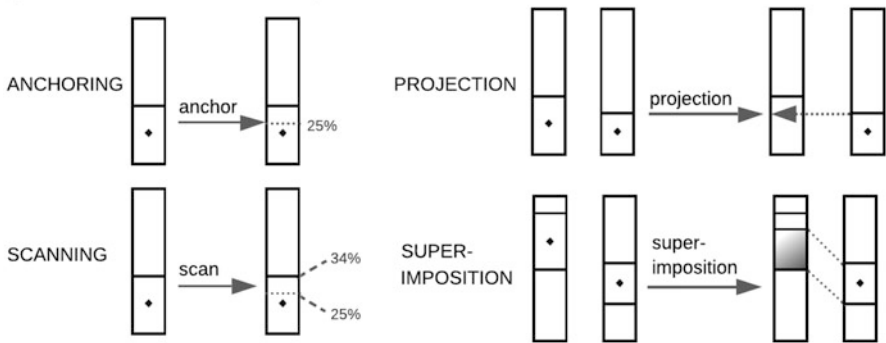 ANCHORING
anchor
25%
PROJECTION
projection
SCANNING
scan
34%
25%
SUPER-
IMPOSITION
super-
imposition